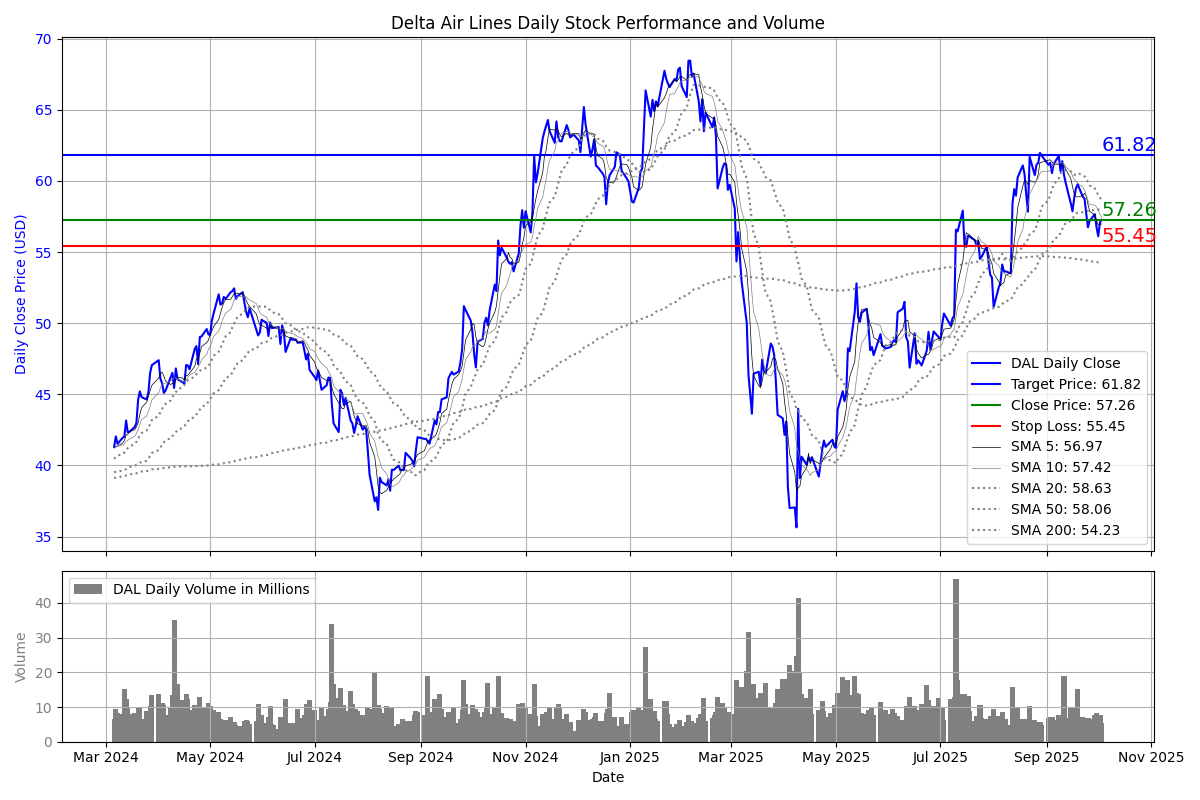 Delta Air Lines Daily Stock Performance and Volume
Daily Close Price (USD)
70
65
60
55
50
45
40
35
61.82
57.26
55.45
DAL Daily Close
Target Price: 61.82
Close Price: 57.26
Stop Loss: 55.45
SMA 5: 56.97
SMA 10: 57.42
SMA 20: 58.63
SMA 50: 58.06
SMA 200: 54.23
DAL Daily Volume in Millions
Volume
40
30
20
10
0
Mar 2024 May 2024 Jul 2024 Sep 2024 Nov 2024 Jan 2025 Mar 2025 May 2025 Jul 2025 Sep 2025 Nov 2025
Date